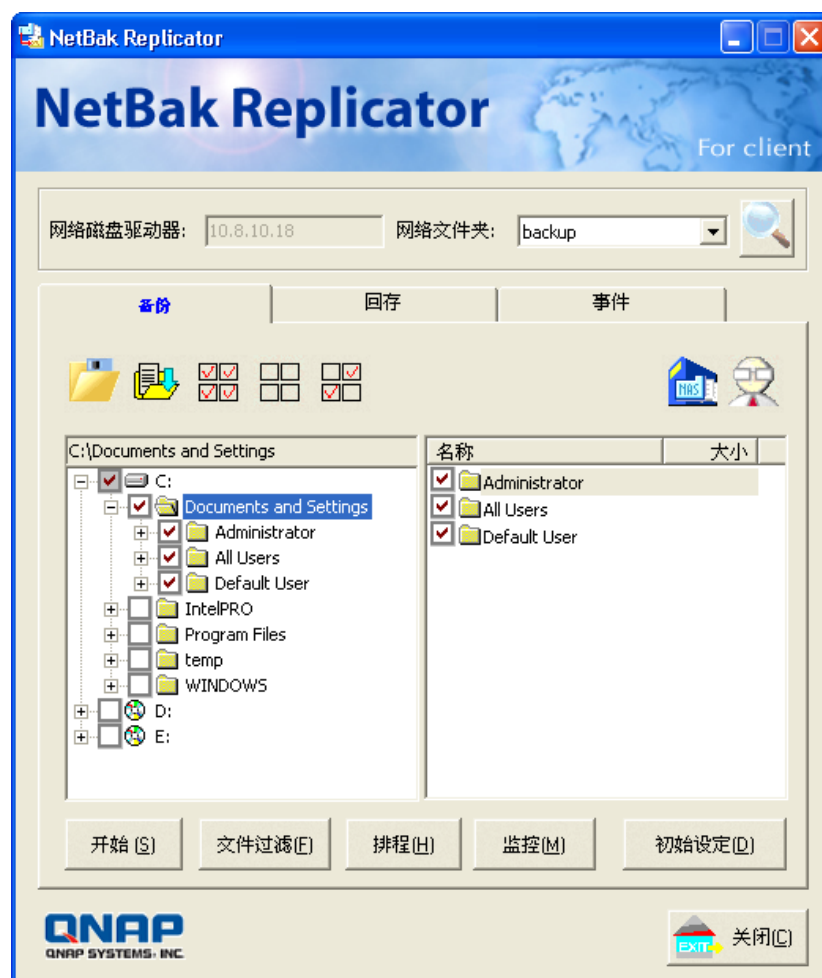 NetBak Replicator
NetBak Replicator
For client
网络磁盘驱动器: 10.8.10.18 网络文件夹: backup
备份 回存 事件
NAS
C:\Documents and Settings
名称 大小
C:
Documents and Settings
Administrator
All Users
Default User
IntelPRO
Program Files
temp
WINDOWS
D:
E:
Administrator
All Users
Default User
开始 (S) 文件过滤(F) 排程(H) 监控(M) 初始设定(D)
QNAP
QNAP SYSTEMS, INC.
EXIT 关闭(C)